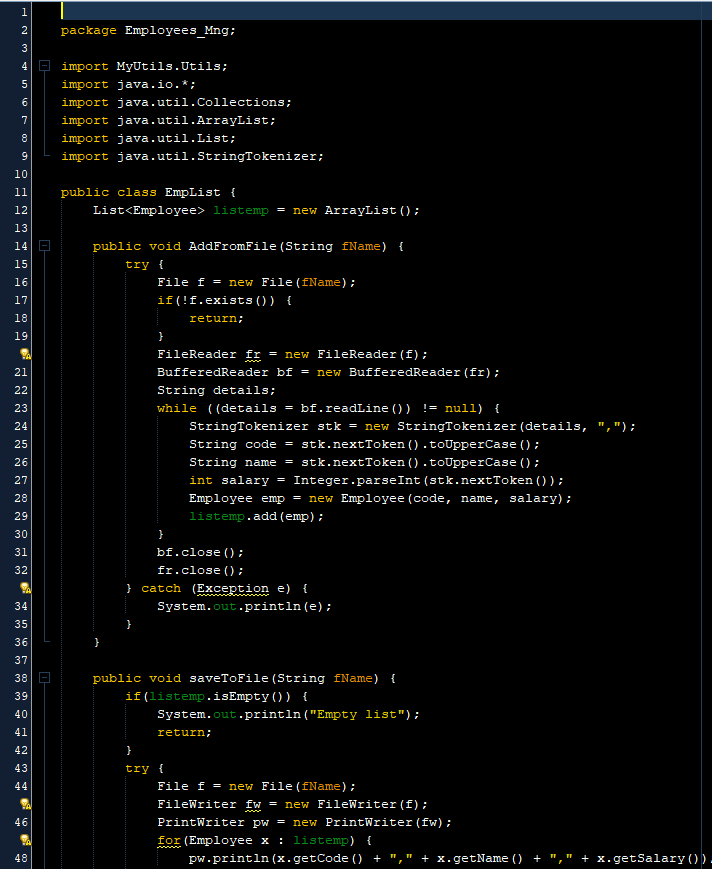 1
2 package Employees_Mng;
3
4 import MyUtils.Utils;
5 import java.io.*;
6 import java.util.Collections;
7 import java.util.ArrayList;
8 import java.util.List;
9 import java.util.StringTokenizer;
10
11 public class EmpList {
12 List<Employee> listemp = new ArrayList();
13
14 public void AddFromFile(String fName) {
15 try {
16 File f = new File(fName);
17 if(!f.exists()) {
18 return;
19 }
FileReader fr = new FileReader(f);
21 BufferedReader bf = new BufferedReader(fr);
22 String details;
23 while ((details = bf.readLine()) != null) {
24 StringTokenizer stk = new StringTokenizer(details, ",");
25 String code = stk.nextToken().toUpperCase();
26 String name = stk.nextToken().toUpperCase();
27 int salary = Integer.parseInt(stk.nextToken());
28 Employee emp = new Employee(code, name, salary);
29 listemp.add(emp);
30 }
31 bf.close();
32 fr.close();
} catch (Exception e) {
34 System.out.println(e);
35 }
36 }
37
38 public void saveToFile(String fName) {
39 if(listemp.isEmpty()) {
40 System.out.println("Empty list");
41 return;
42 }
43 try {
44 File f = new File(fName);
FileWriter fw = new FileWriter(f);
46 PrintWriter pw = new PrintWriter(fw);
for(Employee x : listemp) {
48 pw.println(x.getCode() + "," + x.getName() + "," + x.getSalary())